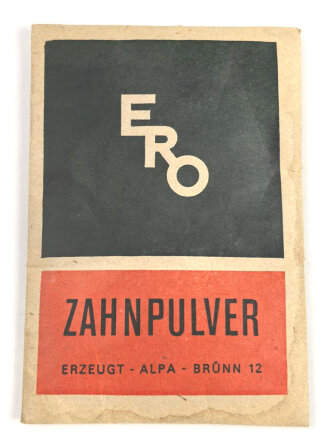 ERO
ZAHNPULVER
ERZEUGT - ALPA - BRÜNN 12